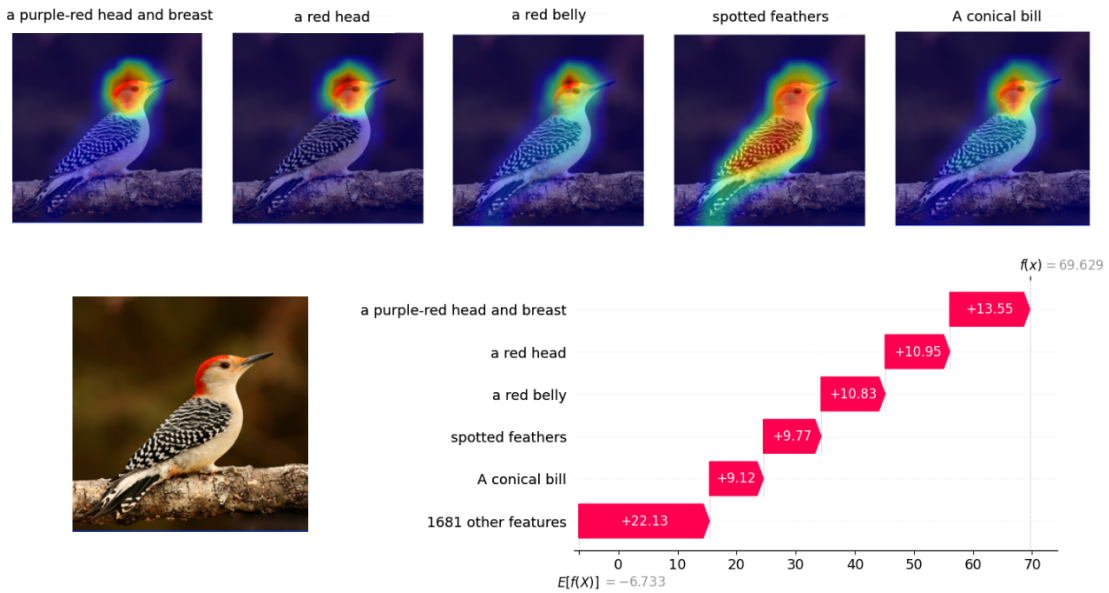 a purple-red head and breast
a red head
a red belly
spotted feathers
A conical bill
f(x) = 69.629
a purple-red head and breast
+13.55
a red head
+10.95
a red belly
+10.83
spotted feathers
+9.77
A conical bill
+9.12
1681 other features
+22.13
0 10 20 30 40 50 60 70
E[f(X)] = −6.733